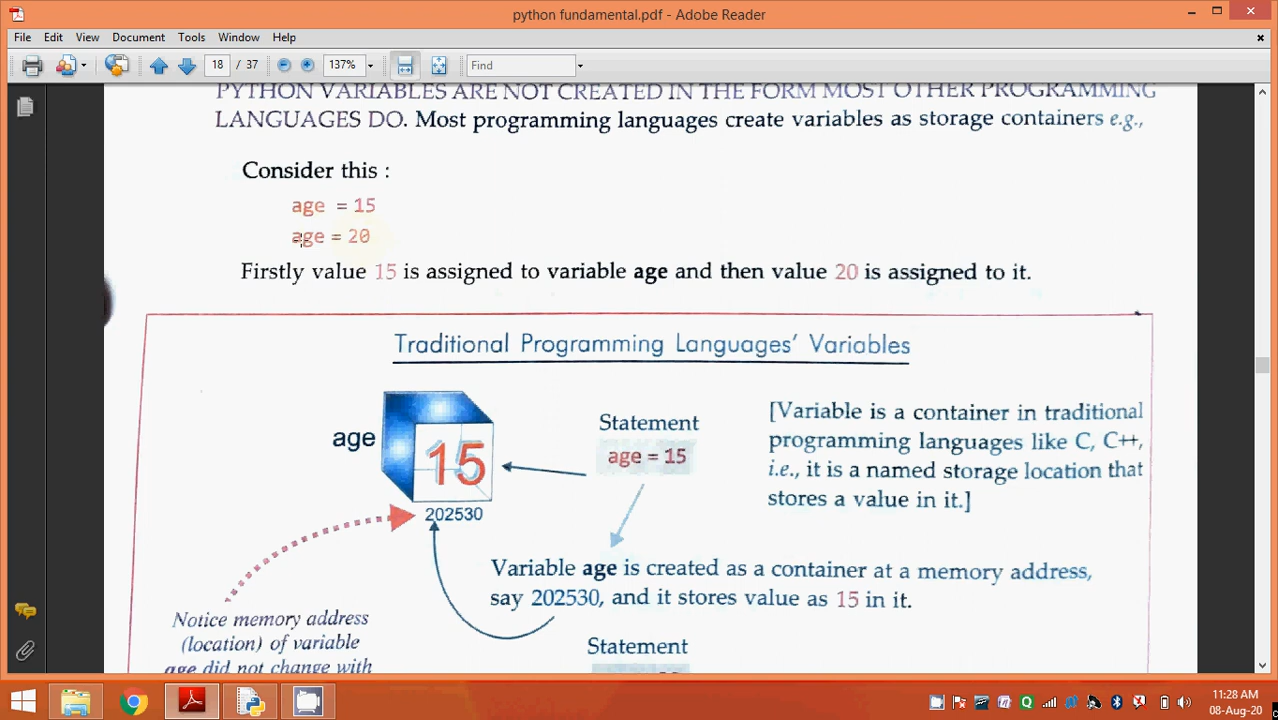 python fundamental.pdf - Adobe Reader
File Edit View Document Tools Window Help
18 / 37 137% Find
PYTHON VARIABLES ARE NOT CREATED IN THE FORM MOST OTHER PROGRAMMING
LANGUAGES DO. Most programming languages create variables as storage containers e.g.,
Consider this :
age = 15
age = 20
Firstly value 15 is assigned to variable age and then value 20 is assigned to it.
Traditional Programming Languages' Variables
age
15
202530
Statement
age = 15
[Variable is a container in traditional
programming languages like C, C++,
i.e., it is a named storage location that
stores a value in it.]
Variable age is created as a container at a memory address,
say 202530, and it stores value as 15 in it.
Notice memory address
(location) of variable
age did not change with
Statement
11:28 AM
08-Aug-20